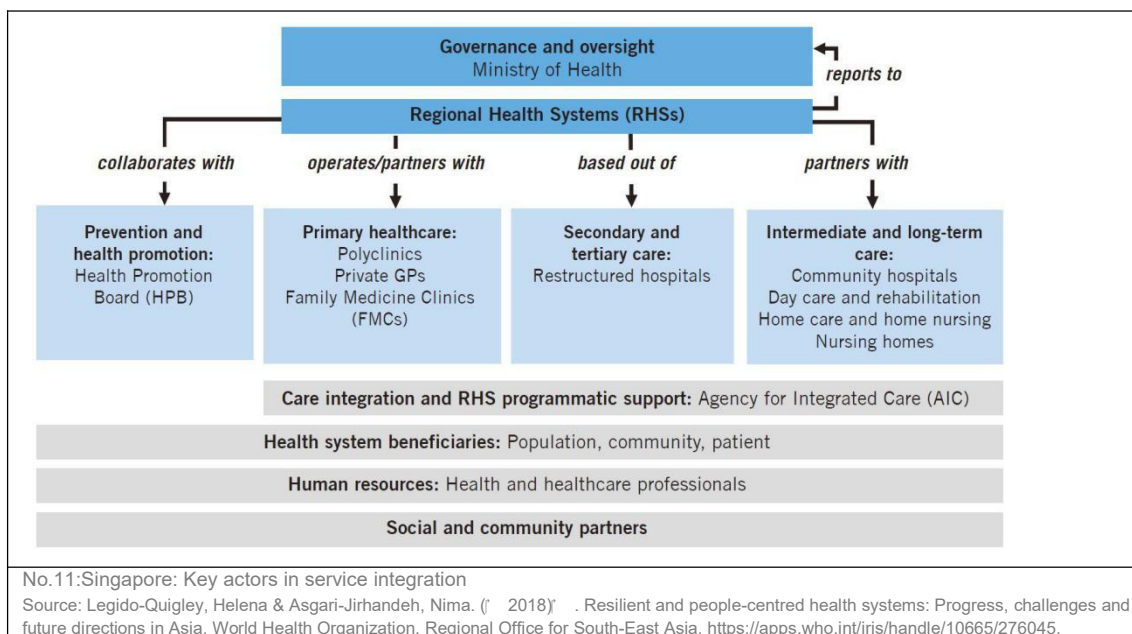 Governance and oversight
Ministry of Health
reports to
Regional Health Systems (RHSs)
collaborates with
operates/partners with
based out of
partners with
Prevention and
health promotion:
Health Promotion
Board (HPB)
Primary healthcare:
Polyclinics
Private GPs
Family Medicine Clinics
(FMCs)
Secondary and
tertiary care:
Restructured hospitals
Intermediate and long-term
care:
Community hospitals
Day care and rehabilitation
Home care and home nursing
Nursing homes
Care integration and RHS programmatic support: Agency for Integrated Care (AIC)
Health system beneficiaries: Population, community, patient
Human resources: Health and healthcare professionals
Social and community partners
No.11:Singapore: Key actors in service integration
Source: Legido-Quigley, Helena & Asgari-Jirhandeh, Nima. ( 2018) . Resilient and people-centred health systems: Progress, challenges and
future directions in Asia. World Health Organization. Regional Office for South-East Asia. https://apps.who.int/iris/handle/10665/276045.